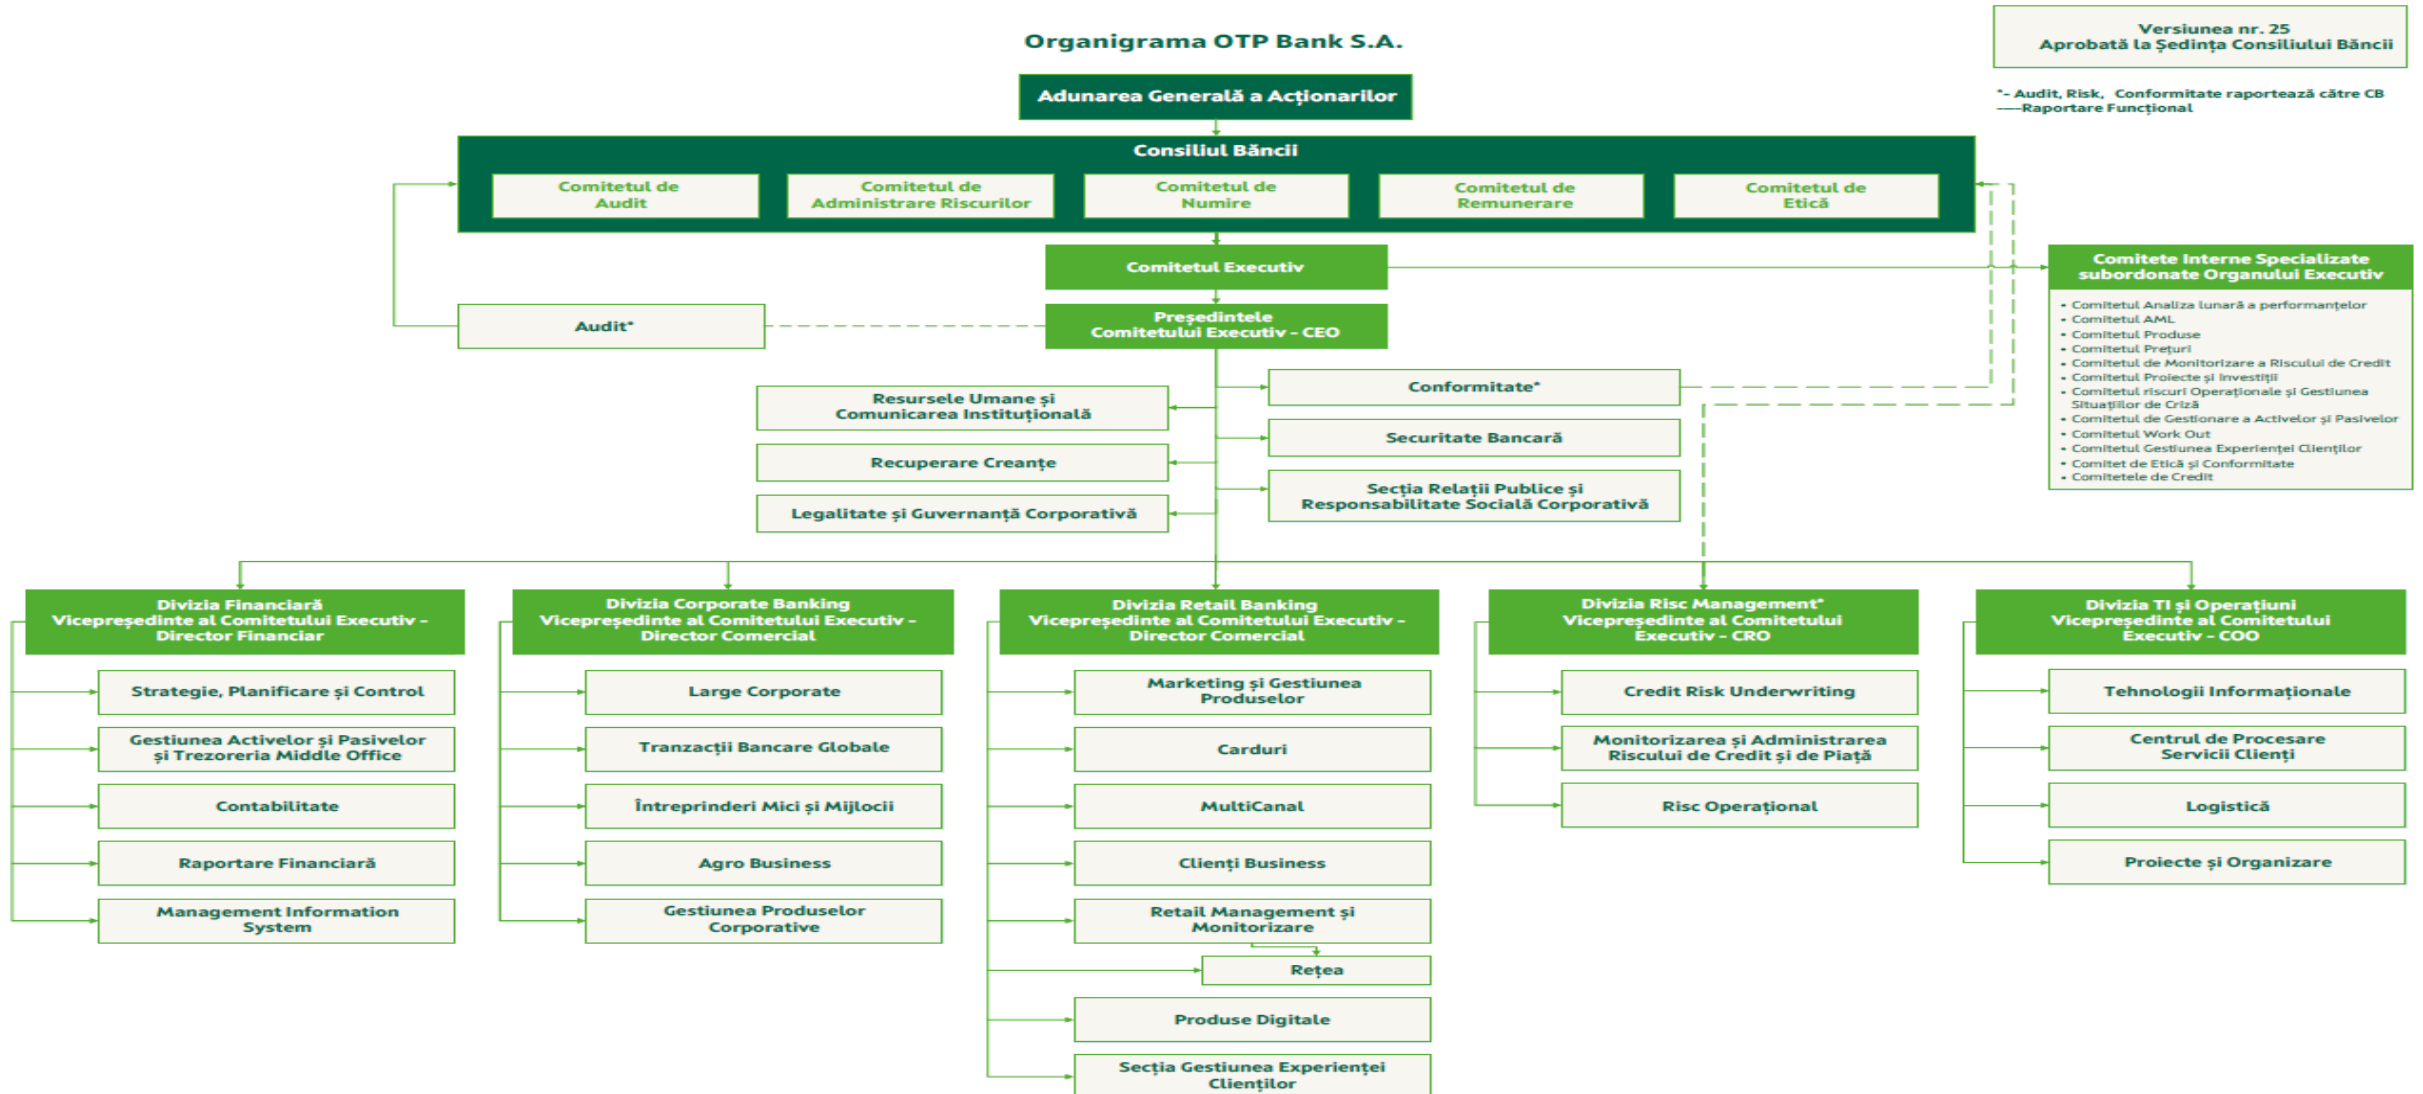 Organigrama OTP Bank S.A.
Versiunea nr. 25
Aprobată la Ședința Consiliului Băncii
*- Audit, Risk, Conformitate raportează către CB
----Raportare Funcțional
Adunarea Generală a Acționarilor
Consiliul Băncii
Comitetul de
Audit
Comitetul de
Administrare Riscurilor
Comitetul de
Numire
Comitetul de
Remunerare
Comitetul de
Etică
Comitetul Executiv
Comitete Interne Specializate
subordonate Organului Executiv
• Comitetul Analiza lunară a performanțelor
• Comitetul AML
• Comitetul Produse
• Comitetul Prețuri
• Comitetul de Monitorizare a Riscului de Credit
• Comitetul Proiecte și Investiții
• Comitetul riscuri Operaționale și Gestiunea
Situațiilor de Criză
• Comitetul de Gestionare a Activelor și Pasivelor
• Comitetul Work Out
• Comitetul Gestiunea Experienței Clienților
• Comitet de Etică și Conformitate
• Comitetele de Credit
Audit*
Președintele
Comitetului Executiv - CEO
Resursele Umane și
Comunicarea Instituțională
Conformitate*
Recuperare Creanțe
Securitate Bancară
Legalitate și Guvernanță Corporativă
Secția Relații Publice și
Responsabilitate Socială Corporativă
Divizia Financiară
Vicepreședinte al Comitetului Executiv -
Director Financiar
Strategie, Planificare și Control
Gestiunea Activelor și Pasivelor
și Trezoreria Middle Office
Contabilitate
Raportare Financiară
Management Information
System
Divizia Corporate Banking
Vicepreședinte al Comitetului Executiv -
Director Comercial
Large Corporate
Tranzacții Bancare Globale
Întreprinderi Mici și Mijlocii
Agro Business
Gestiunea Produselor
Corporative
Divizia Retail Banking
Vicepreședinte al Comitetului Executiv -
Director Comercial
Marketing și Gestiunea
Produselor
Carduri
MultiCanal
Clienți Business
Retail Management și
Monitorizare
Rețea
Produse Digitale
Secția Gestiunea Experienței
Clienților
Divizia Risc Management*
Vicepreședinte al Comitetului
Executiv - CRO
Credit Risk Underwriting
Monitorizarea și Administrarea
Riscului de Credit și de Piață
Risc Operațional
Divizia TI și Operațiuni
Vicepreședinte al Comitetului
Executiv - COO
Tehnologii Informaționale
Centrul de Procesare
Servicii Clienți
Logistică
Proiecte și Organizare